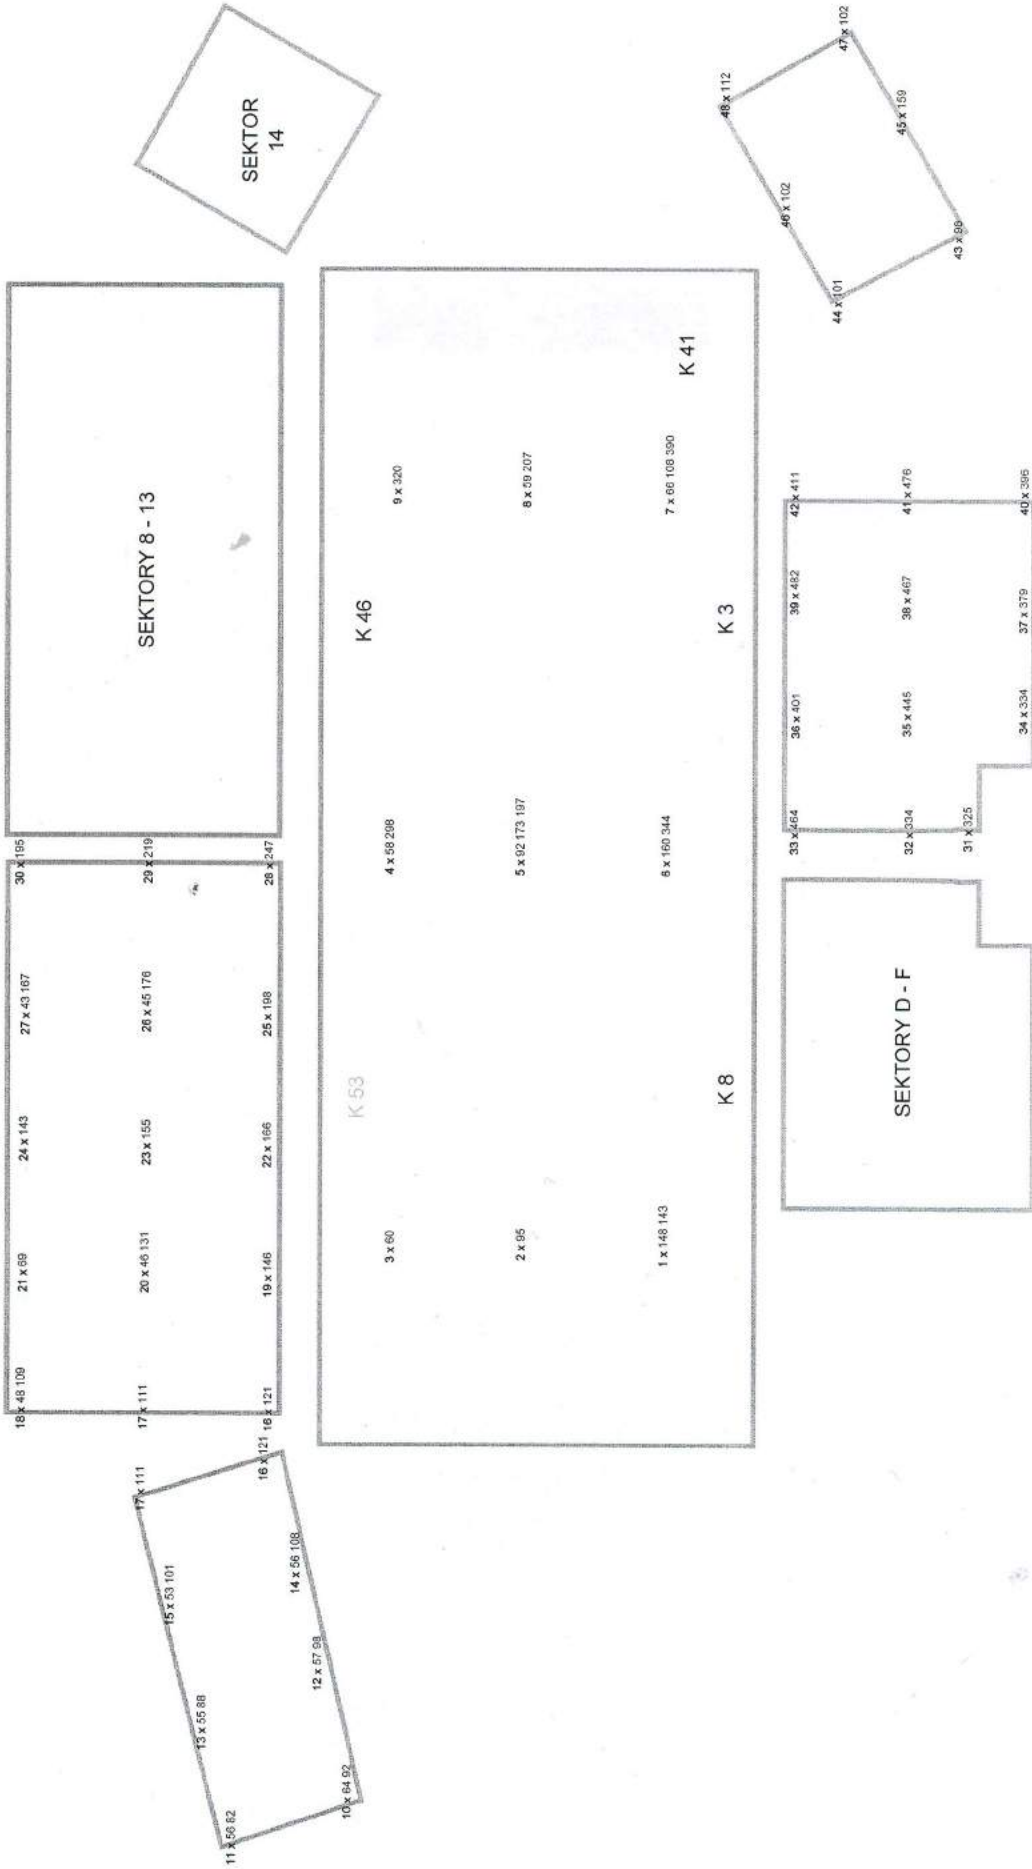 18 x 48 109
21 x 69
24 x 143
27 x 43 167
30 x 195
17 x 111
17 x 111
20 x 46 131
23 x 155
26 x 45 176
29 x 219
SEKTORY 8 - 13
15 x 53 101
13 x 55 88
11 x 56 82
SEKTOR
14
16 x 121
16 x 121
19 x 146
22 x 166
25 x 198
28 x 247
14 x 56 108
12 x 57 98
10 x 64 92
K 53
K 46
3 x 60
4 x 58 298
9 x 320
2 x 95
5 x 92 173 197
8 x 59 207
1 x 148 143
6 x 160 344
7 x 66 108 390
K 41
K 8
K 3
48 x 112
46 x 102
33 x 464
36 x 401
39 x 482
42 x 411
44 x 101
47 x 102
SEKTORY D - F
32 x 334
35 x 445
38 x 467
41 x 476
45 x 159
43 x 96
31 x 325
34 x 334
37 x 379
40 x 396